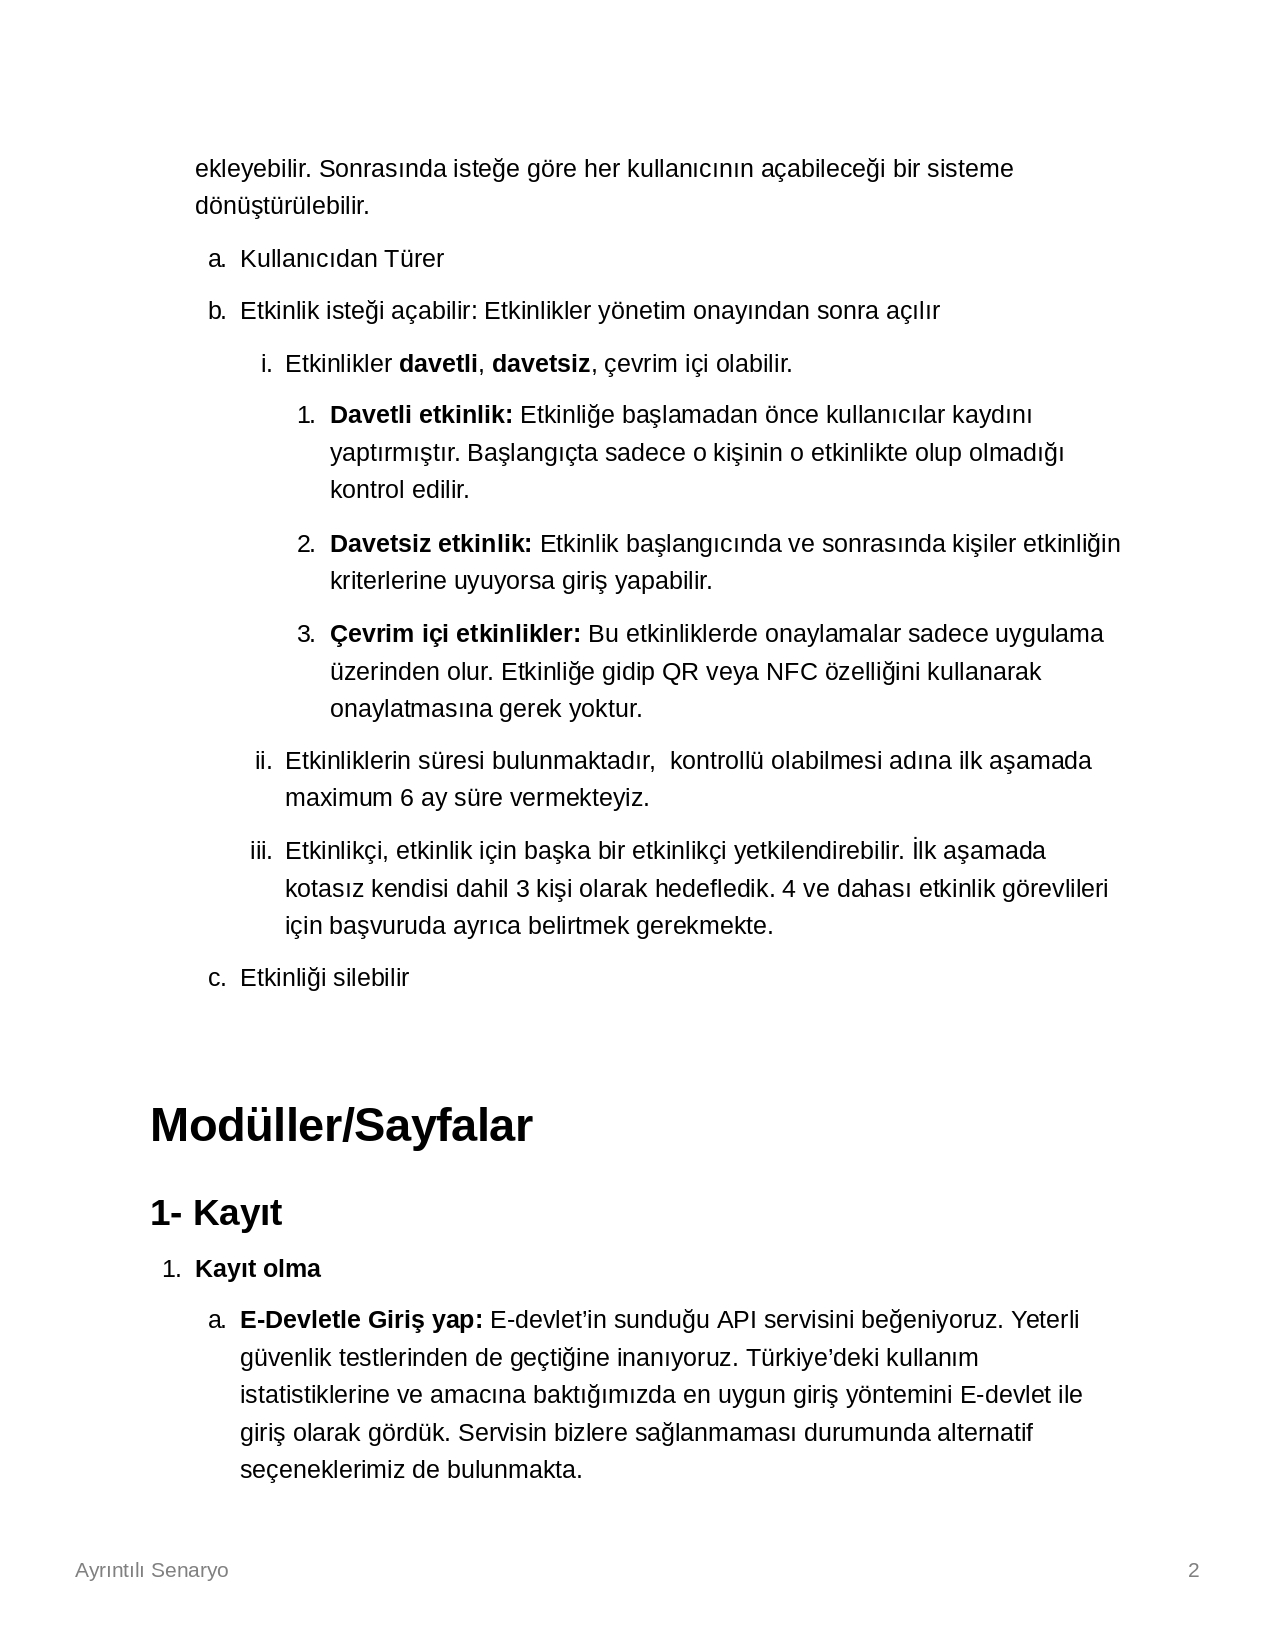 ekleyebilir. Sonrasında isteğe göre her kullanıcının açabileceği bir sisteme
dönüştürülebilir.
a. Kullanıcıdan Türer
b. Etkinlik isteği açabilir: Etkinlikler yönetim onayından sonra açılır
i. Etkinlikler davetli, davetsiz, çevrim içi olabilir.
1. Davetli etkinlik: Etkinliğe başlamadan önce kullanıcılar kaydını
yaptırmıştır. Başlangıçta sadece o kişinin o etkinlikte olup olmadığı
kontrol edilir.
2. Davetsiz etkinlik: Etkinlik başlangıcında ve sonrasında kişiler etkinliğin
kriterlerine uyuyorsa giriş yapabilir.
3. Çevrim içi etkinlikler: Bu etkinliklerde onaylamalar sadece uygulama
üzerinden olur. Etkinliğe gidip QR veya NFC özelliğini kullanarak
onaylatmasına gerek yoktur.
ii. Etkinliklerin süresi bulunmaktadır,  kontrollü olabilmesi adına ilk aşamada
maximum 6 ay süre vermekteyiz.
iii. Etkinlikçi, etkinlik için başka bir etkinlikçi yetkilendirebilir. İlk aşamada
kotasız kendisi dahil 3 kişi olarak hedefledik. 4 ve dahası etkinlik görevlileri
için başvuruda ayrıca belirtmek gerekmekte.
c. Etkinliği silebilir
Modüller/Sayfalar
1- Kayıt
1. Kayıt olma
a. E-Devletle Giriş yap: E-devlet’in sunduğu API servisini beğeniyoruz. Yeterli
güvenlik testlerinden de geçtiğine inanıyoruz. Türkiye’deki kullanım
istatistiklerine ve amacına baktığımızda en uygun giriş yöntemini E-devlet ile
giriş olarak gördük. Servisin bizlere sağlanmaması durumunda alternatif
seçeneklerimiz de bulunmakta.
Ayrıntılı Senaryo 2